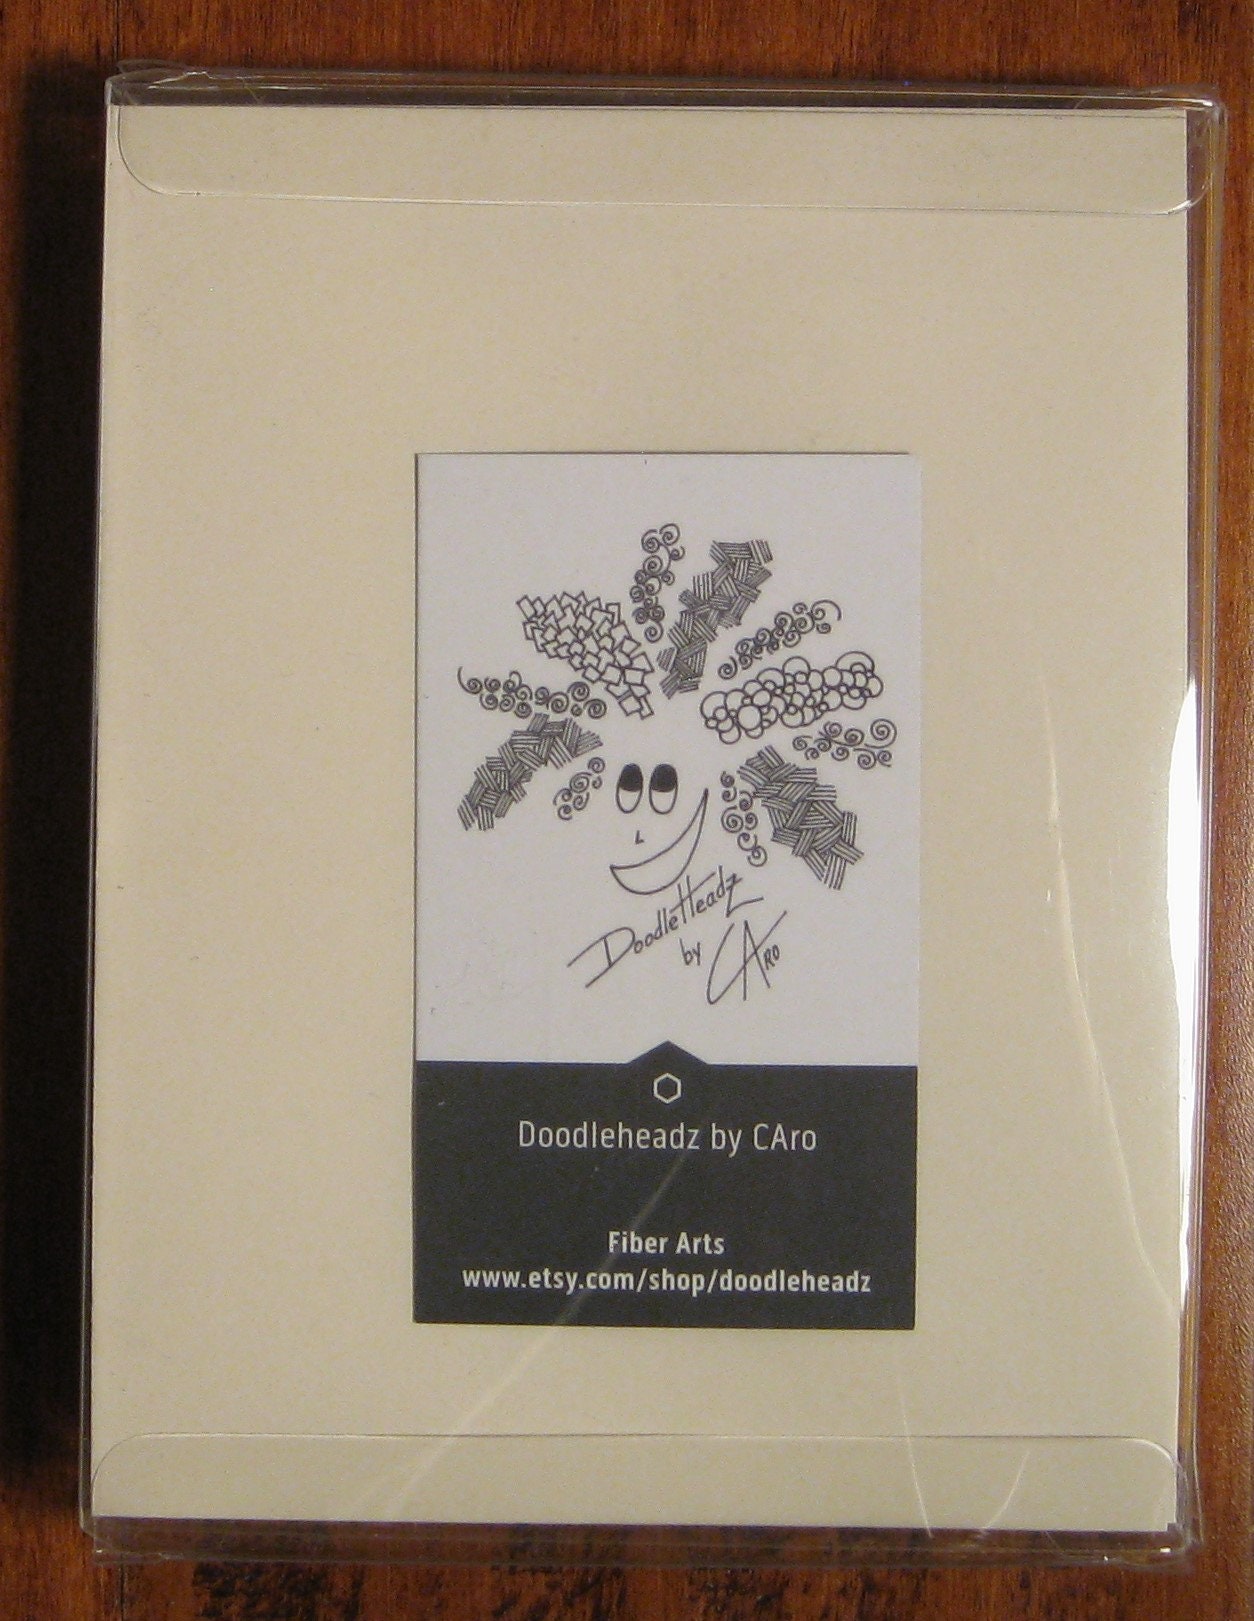 DoodleHeadz
by CAro
Doodleheadz by CAro
Fiber Arts
www.etsy.com/shop/doodleheadz